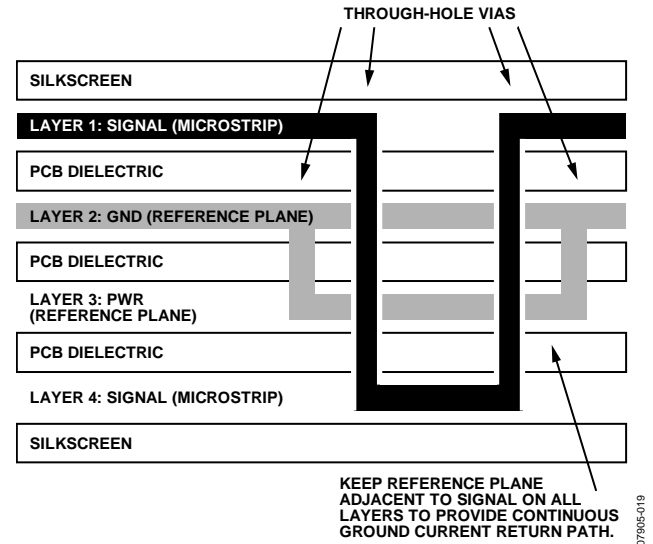 THROUGH-HOLE VIAS
SILKSCREEN
LAYER 1: SIGNAL (MICROSTRIP)
PCB DIELECTRIC
LAYER 2: GND (REFERENCE PLANE)
PCB DIELECTRIC
LAYER 3: PWR
(REFERENCE PLANE)
PCB DIELECTRIC
LAYER 4: SIGNAL (MICROSTRIP)
SILKSCREEN
KEEP REFERENCE PLANE
ADJACENT TO SIGNAL ON ALL
LAYERS TO PROVIDE CONTINUOUS
GROUND CURRENT RETURN PATH.
07905-019